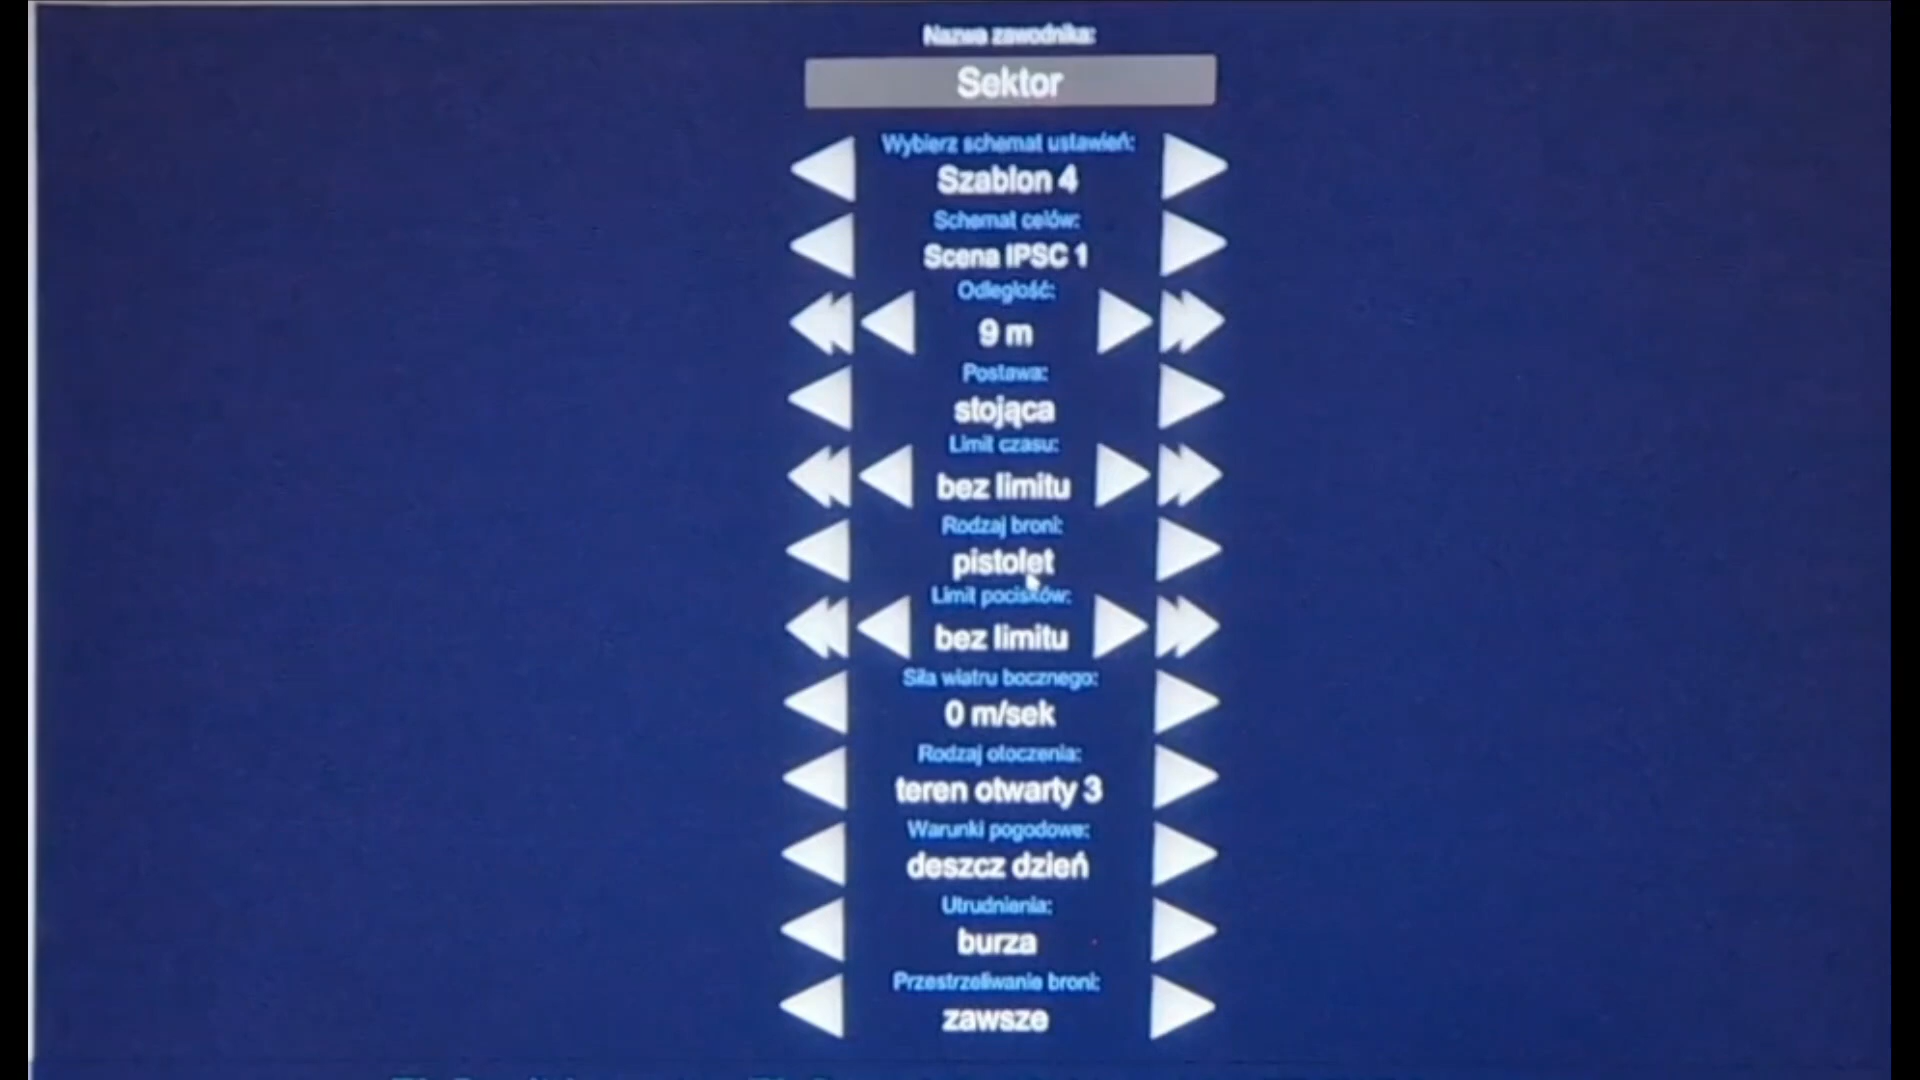 Nazwa zawodnika:
Sektor
Wybierz schemat ustawień:
Szablon 4
Schemat celów:
Scena IPSC 1
Odległość:
9 m
Postawa:
stojąca
Limit czasu:
bez limitu
Rodzaj broni:
pistolet
Limit pocisków:
bez limitu
Siła wiatru bocznego:
0 m/sek
Rodzaj otoczenia:
teren otwarty 3
Warunki pogodowe:
deszcz dzień
Utrudnienia:
burza
Przestrzeliwanie broni:
zawsze